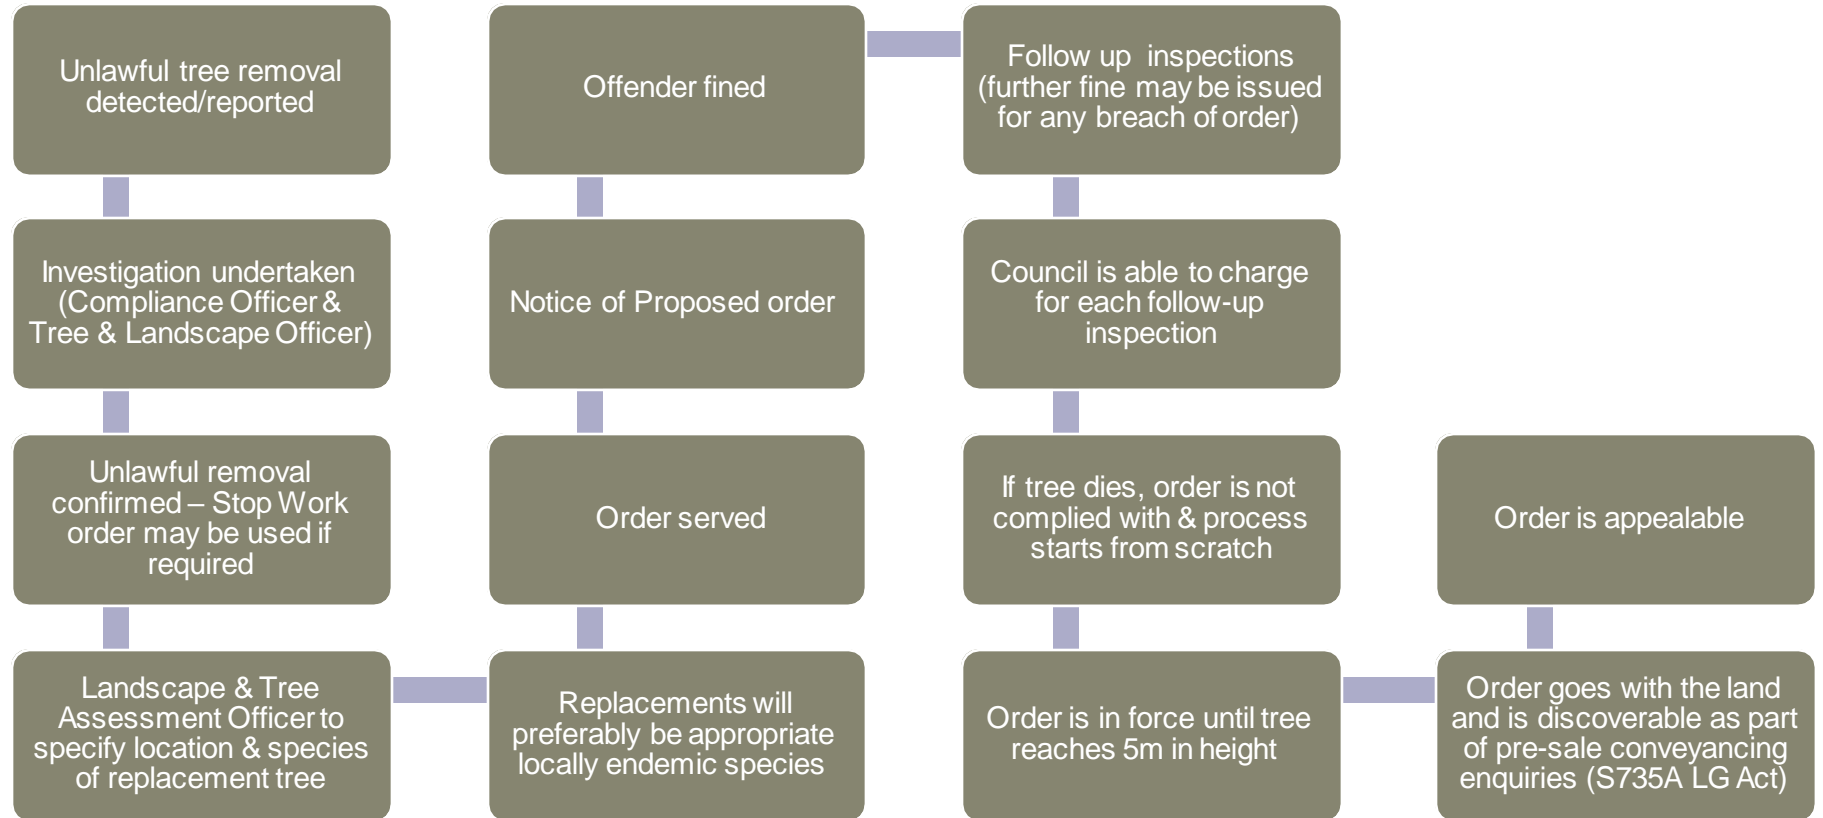 Unlawful tree removal
detected/reported
Investigation undertaken
(Compliance Officer &
Tree & Landscape Officer)
Unlawful removal
confirmed – Stop Work
order may be used if
required
Landscape & Tree
Assessment Officer to
specify location & species
of replacement tree
Replacements will
preferably be appropriate
locally endemic species
Order served
Notice of Proposed order
Offender fined
Follow up inspections
(further fine may be issued
for any breach of order)
Council is able to charge
for each follow-up
inspection
If tree dies, order is not
complied with & process
starts from scratch
Order is in force until tree
reaches 5m in height
Order goes with the land
and is discoverable as part
of pre-sale conveyancing
enquiries (S735A LG Act)
Order is appealable